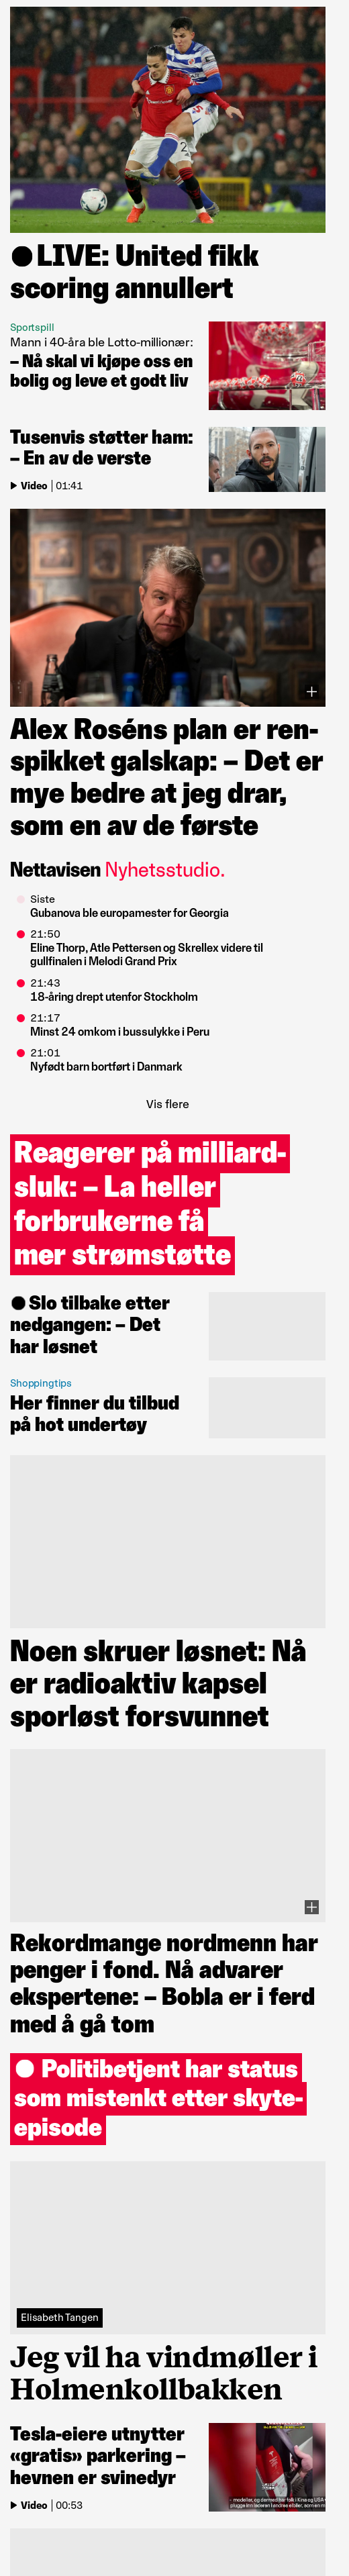 LIVE: United fikk
scoring annullert
Sportspill
Mann i 40-åra ble Lotto-millionær:
– Nå skal vi kjøpe oss en
bolig og leve et godt liv
Tusenvis støtter ham:
– En av de verste
Video | 01:41
Alex Roséns plan er ren-
spikket galskap: – Det er
mye bedre at jeg drar,
som en av de første
Nettavisen Nyhetsstudio.
Siste
Gubanova ble europamester for Georgia
21:50
Eline Thorp, Atle Pettersen og Skrellex videre til
gullfinalen i Melodi Grand Prix
21:43
18-åring drept utenfor Stockholm
21:17
Minst 24 omkom i bussulykke i Peru
21:01
Nyfødt barn bortført i Danmark
Vis flere
Reagerer på milliard-
sluk: – La heller
forbrukerne få
mer strømstøtte
Slo tilbake etter
nedgangen: – Det
har løsnet
Shoppingtips
Her finner du tilbud
på hot undertøy
Noen skruer løsnet: Nå
er radioaktiv kapsel
sporløst forsvunnet
Rekordmange nordmenn har
penger i fond. Nå advarer
ekspertene: – Bobla er i ferd
med å gå tom
Politibetjent har status
som mistenkt etter skyte-
episode
Elisabeth Tangen
Jeg vil ha vindmøller i
Holmenkollbakken
Tesla-eiere utnytter
«gratis» parkering –
hevnen er svinedyr
Video | 00:53